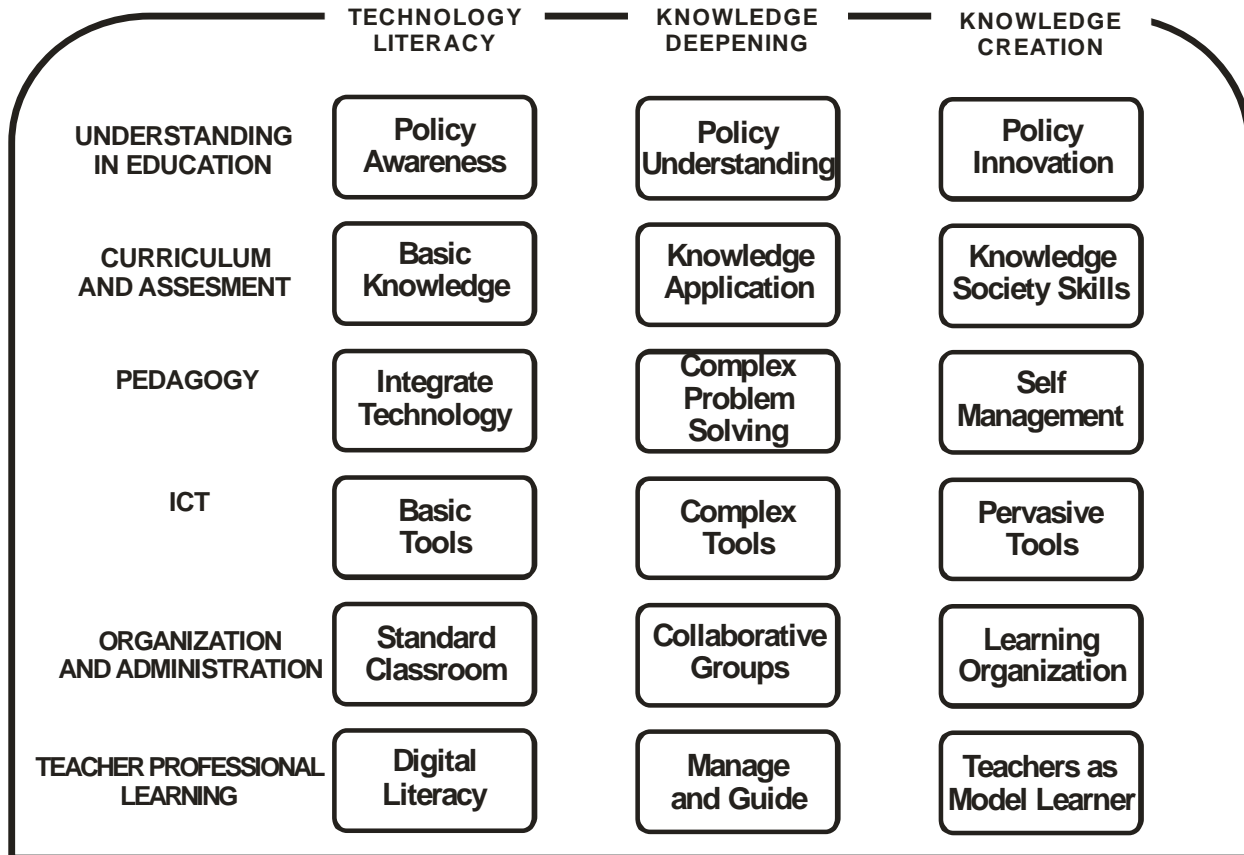 TECHNOLOGY
LITERACY
KNOWLEDGE
DEEPENING
KNOWLEDGE
CREATION
UNDERSTANDING
IN EDUCATION
Policy
Awareness
Policy
Understanding
Policy
Innovation
CURRICULUM
AND ASSESMENT
Basic
Knowledge
Knowledge
Application
Knowledge
Society Skills
PEDAGOGY
Integrate
Technology
Complex
Problem
Solving
Self
Management
ICT
Basic
Tools
Complex
Tools
Pervasive
Tools
ORGANIZATION
AND ADMINISTRATION
Standard
Classroom
Collaborative
Groups
Learning
Organization
TEACHER PROFESSIONAL
LEARNING
Digital
Literacy
Manage
and Guide
Teachers as
Model Learner